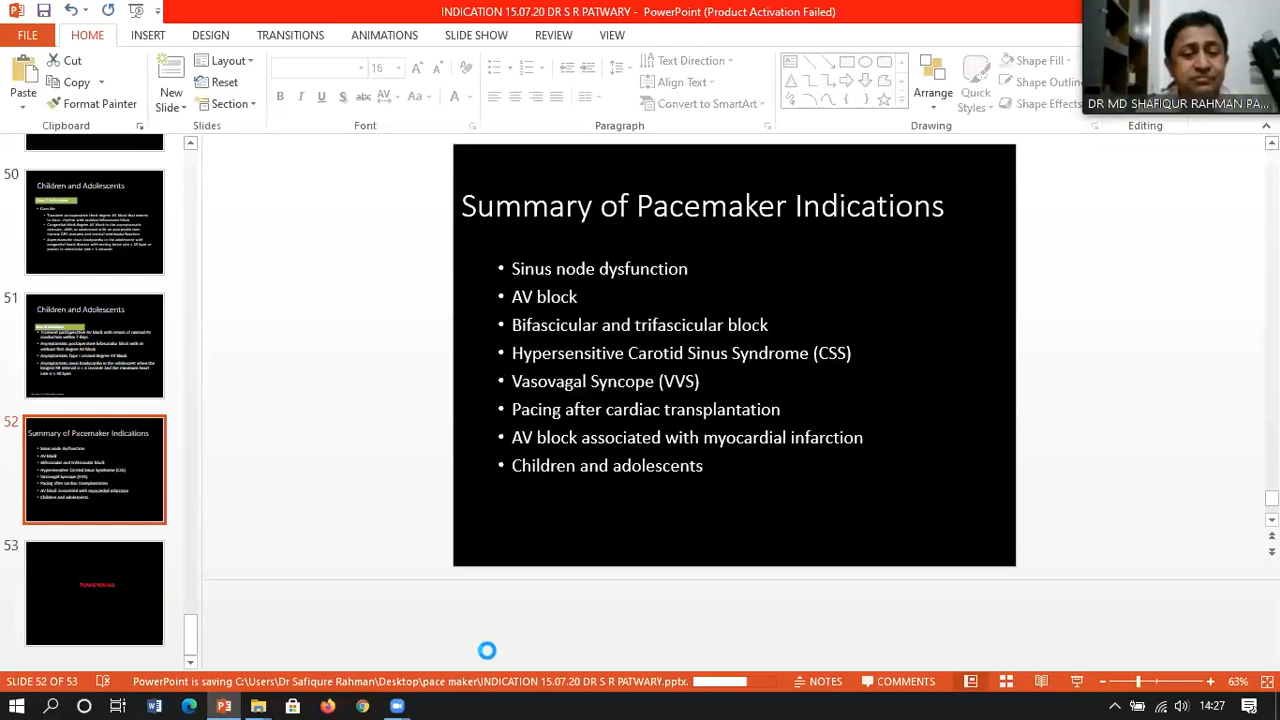 INDICATION 15.07.20 DR S R PATWARY - PowerPoint (Product Activation Failed)
FILE HOME INSERT DESIGN TRANSITIONS ANIMATIONS SLIDE SHOW REVIEW VIEW
Cut
Copy
Format Painter
Paste
Clipboard
New
Slide
Layout
Reset
Section
Slides
16
Font
Text Direction
Align Text
Convert to SmartArt
Paragraph
Arrange
Quick
Styles
Shape Fill
Shape Outline
Shape Effects
Drawing
Editing
DR MD SHAFIQUR RAHMAN PA...
50
Children and Adolescents
51
Children and Adolescents
52
Summary of Pacemaker Indications
Sinus node dysfunction
AV block
Bifascicular and trifascicular block
Hypersensitive Carotid Sinus Syndrome (CSS)
Vasovagal Syncope (VVS)
Pacing after cardiac transplantation
AV block associated with myocardial infarction
Children and adolescents
53
THANK YOU ALL
Summary of Pacemaker Indications
• Sinus node dysfunction
• AV block
• Bifascicular and trifascicular block
• Hypersensitive Carotid Sinus Syndrome (CSS)
• Vasovagal Syncope (VVS)
• Pacing after cardiac transplantation
• AV block associated with myocardial infarction
• Children and adolescents
SLIDE 52 OF 53 PowerPoint is saving C:\Users\Dr Safiqure Rahman\Desktop\pace maker\INDICATION 15.07.20 DR S R PATWARY.pptx. NOTES COMMENTS 63%
14:27